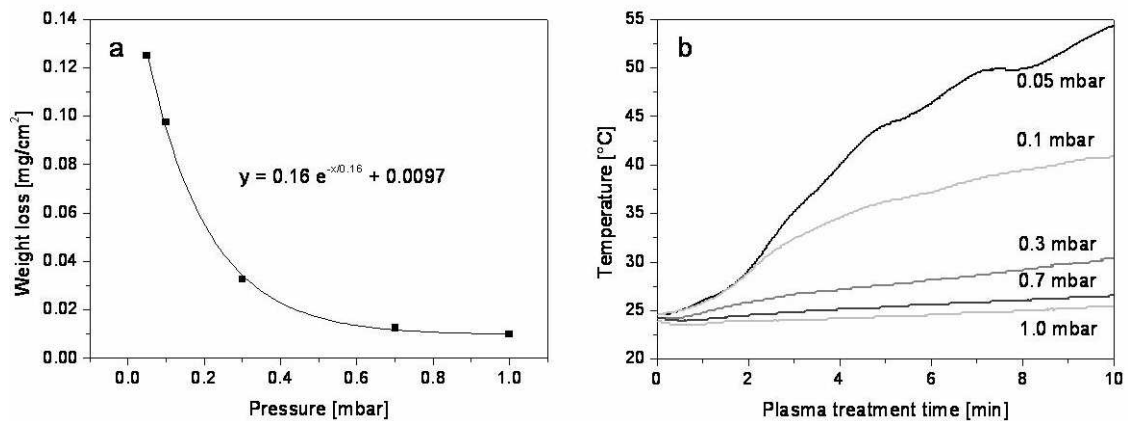 a
0.14
0.12
0.10
0.08
0.06
0.04
0.02
0.00
Weight loss [mg/cm²]
y = 0.16 e^{-x/0.16} + 0.0097
0.0 0.2 0.4 0.6 0.8 1.0
Pressure [mbar]
b
55
50
45
40
35
30
25
20
Temperature [°C]
0.05 mbar
0.1 mbar
0.3 mbar
0.7 mbar
1.0 mbar
0 2 4 6 8 10
Plasma treatment time [min]